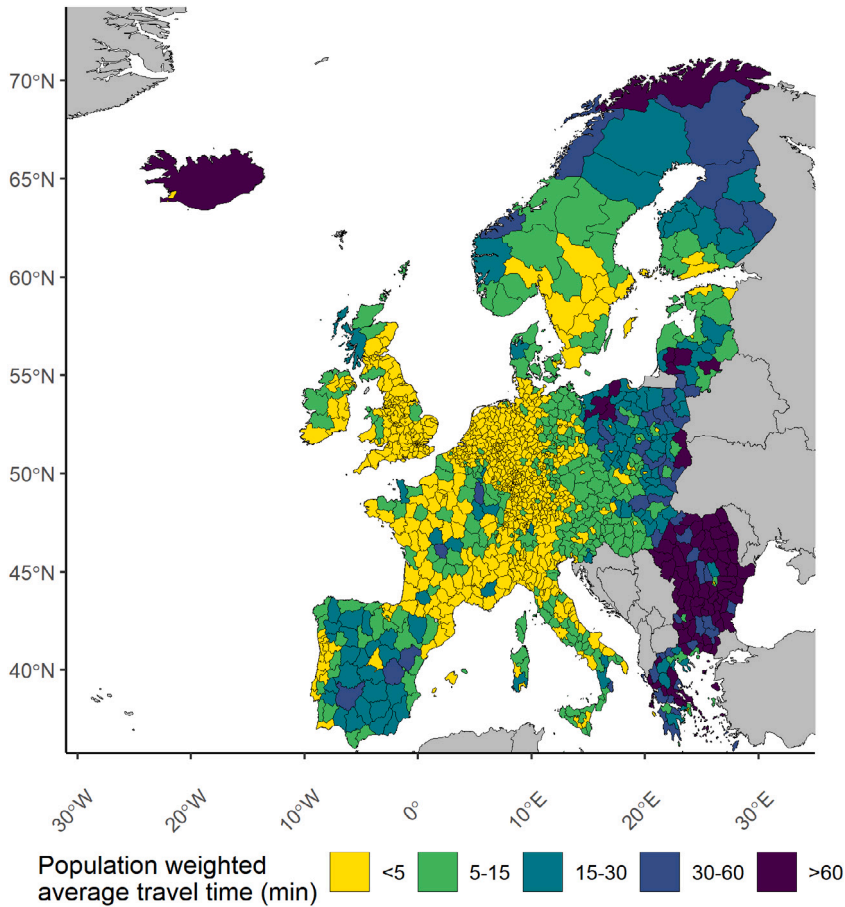 70°N
65°N
60°N
55°N
50°N
45°N
40°N
30°W
20°W
10°W
0°
10°E
20°E
30°E
Population weighted
average travel time (min)
<5
5-15
15-30
30-60
>60